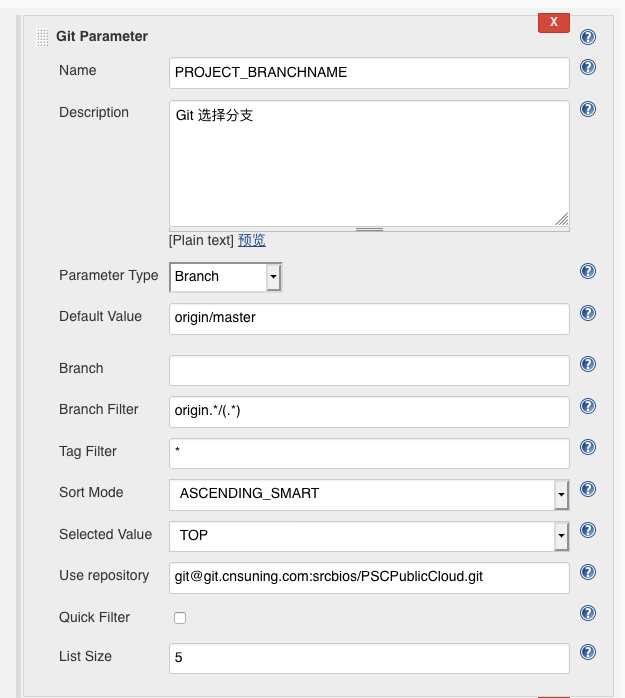 Git Parameter
X
Name
PROJECT_BRANCHNAME
Description
Git 选择分支
[Plain text] 预览
Parameter Type
Branch
Default Value
origin/master
Branch
Branch Filter
origin.*/(.*)
Tag Filter
*
Sort Mode
ASCENDING_SMART
Selected Value
TOP
Use repository
git@git.cnsuning.com:srcbios/PSCPublicCloud.git
Quick Filter
List Size
5